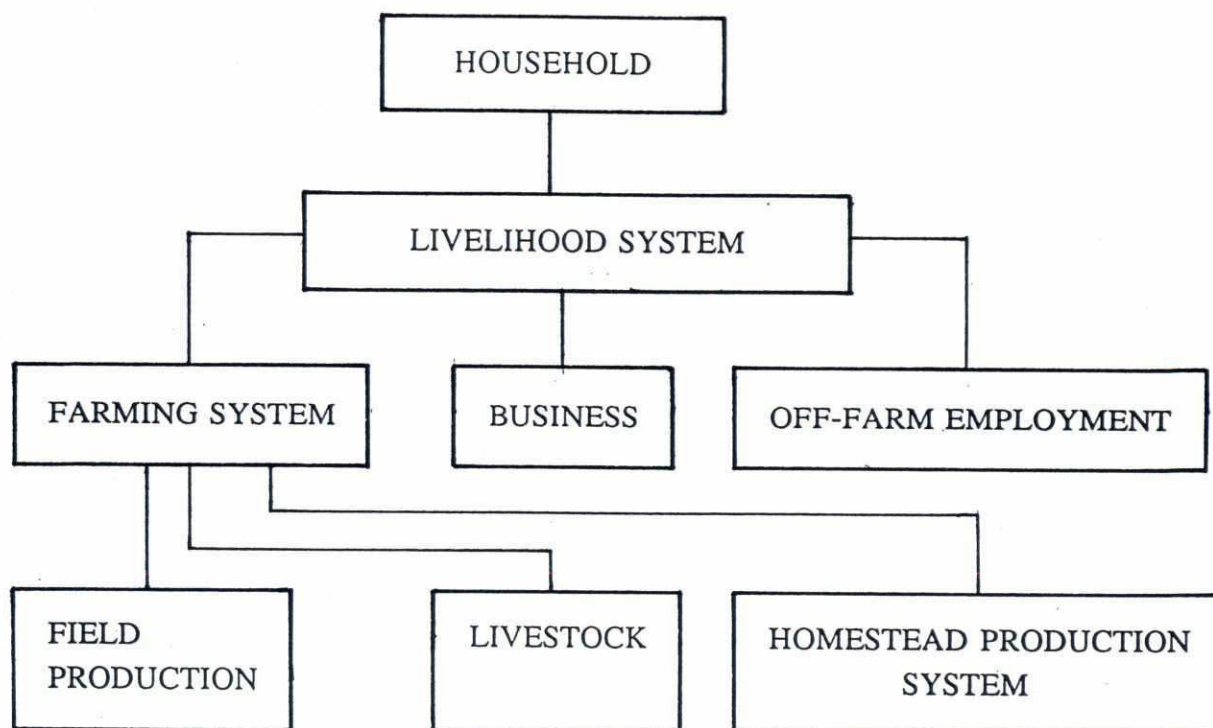 HOUSEHOLD
LIVELIHOOD SYSTEM
FARMING SYSTEM
BUSINESS
OFF-FARM EMPLOYMENT
FIELD
PRODUCTION
LIVESTOCK
HOMESTEAD PRODUCTION
SYSTEM